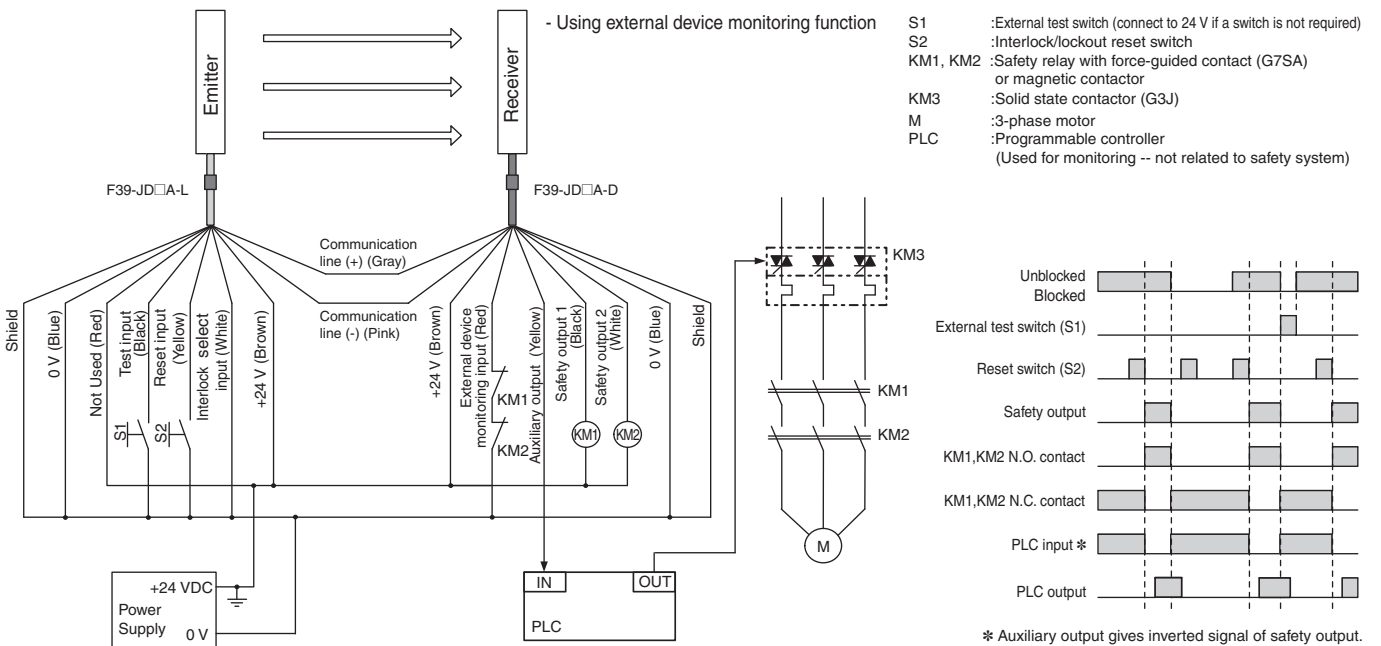 - Using external device monitoring function
S1 :External test switch (connect to 24 V if a switch is not required)
S2 :Interlock/lockout reset switch
KM1, KM2 :Safety relay with force-guided contact (G7SA)
or magnetic contactor
KM3 :Solid state contactor (G3J)
M :3-phase motor
PLC :Programmable controller
(Used for monitoring -- not related to safety system)
Emitter
Receiver
F39-JD□A-L
F39-JD□A-D
Communication
line (+) (Gray)
Communication
line (-) (Pink)
Shield
0 V (Blue)
Not Used (Red)
Test input
(Black)
Reset input
(Yellow)
Interlock select
input (White)
+24 V (Brown)
+24 V (Brown)
External device
monitoring input (Red)
Auxiliary output (Yellow)
Safety output 1
(Black)
Safety output 2
(White)
0 V (Blue)
Shield
S1
S2
KM1
KM2
KM1
KM2
KM3
KM1
KM2
M
+24 VDC
Power
Supply
0 V
IN
OUT
PLC
Unblocked
Blocked
External test switch (S1)
Reset switch (S2)
Safety output
KM1,KM2 N.O. contact
KM1,KM2 N.C. contact
PLC input ✻
PLC output
✻ Auxiliary output gives inverted signal of safety output.